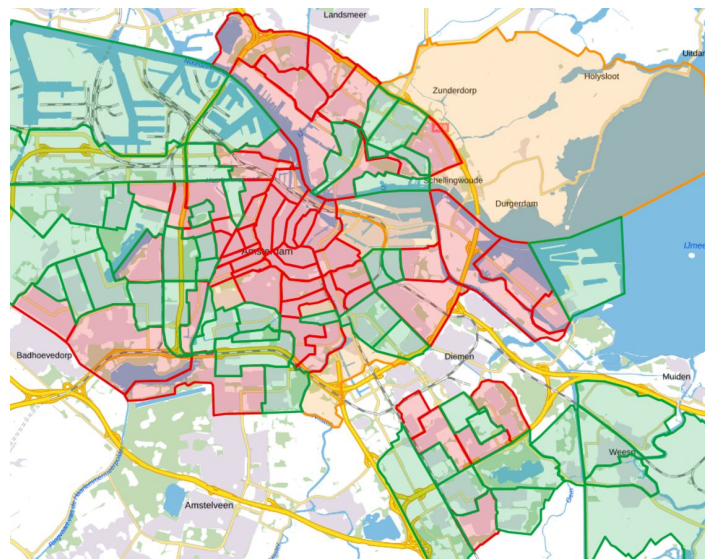 Landsmeer
Uitdam
Holysloot
Zunderdorp
Schellingwoude
Durgerdam
IJmeer
Amsterdam
Badhoevedorp
Diemen
Muiden
Weesp
Amstelveen